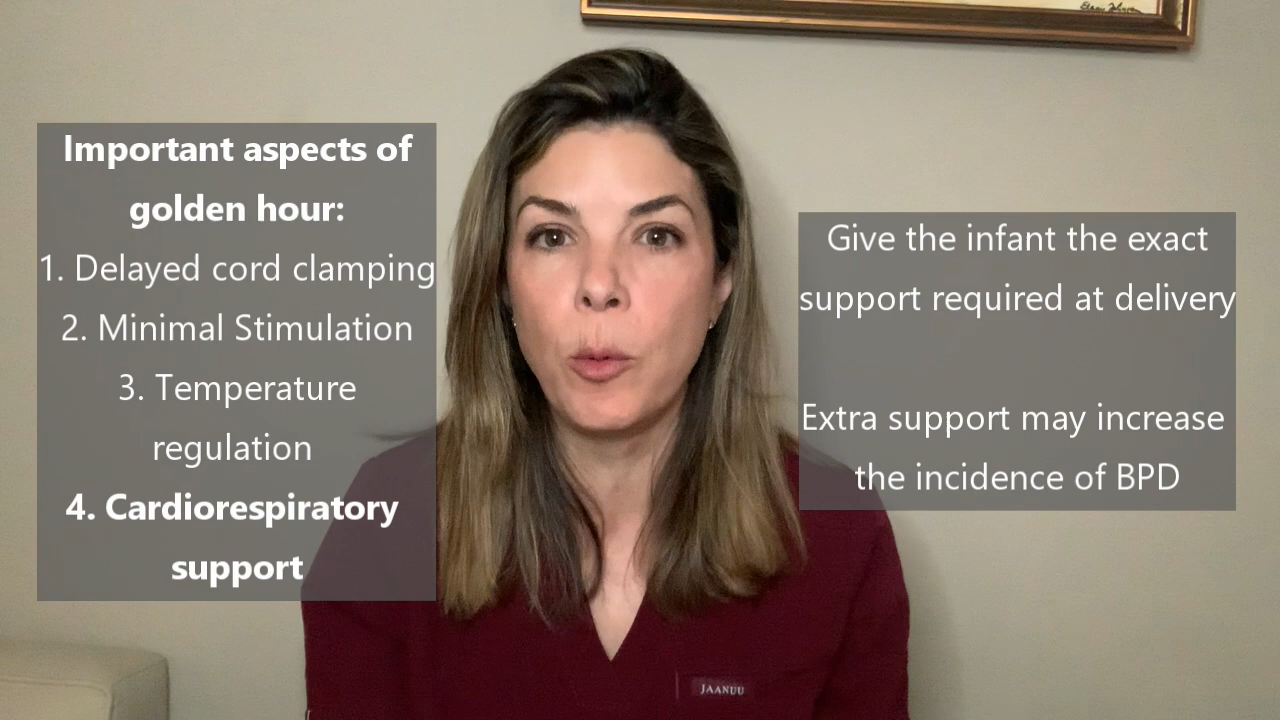 Important aspects of
golden hour:
1. Delayed cord clamping
2. Minimal Stimulation
3. Temperature
regulation
4. Cardiorespiratory
support
Give the infant the exact
support required at delivery
Extra support may increase
the incidence of BPD
JAANUU